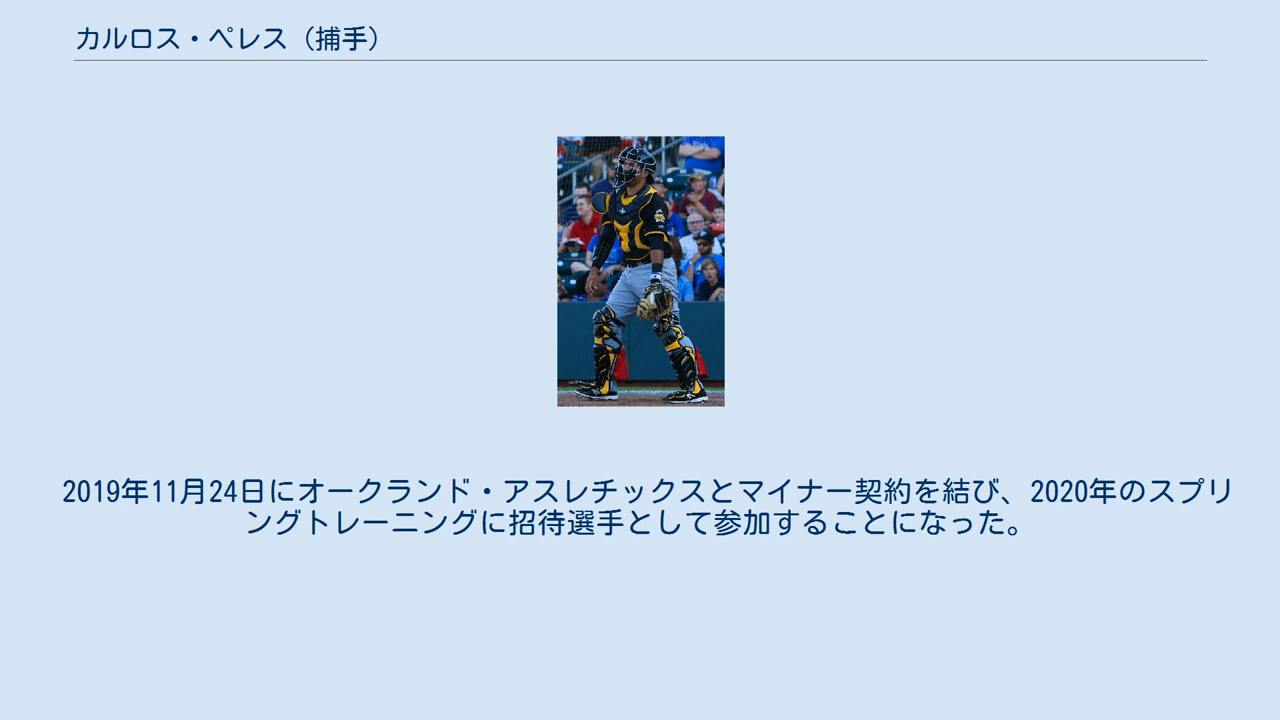 カルロス・ペレス（捕手）
2019年11月24日にオークランド・アスレチックスとマイナー契約を結び、2020年のスプリ
ングトレーニングに招待選手として参加することになった。